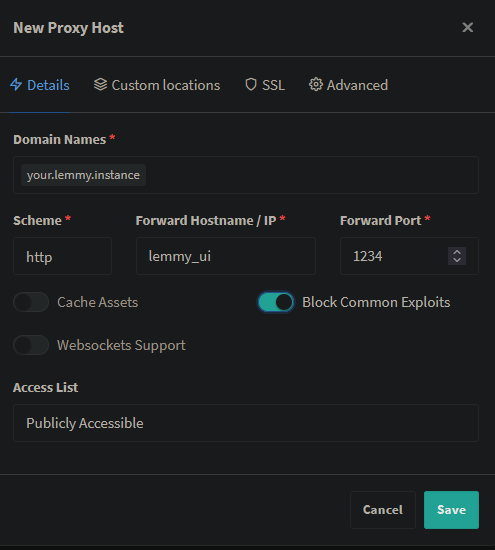 New Proxy Host
Details Custom locations SSL Advanced
Domain Names *
your.lemmy.instance
Scheme * Forward Hostname / IP * Forward Port *
http lemmy_ui 1234
Cache Assets Block Common Exploits
Websockets Support
Access List
Publicly Accessible
Cancel Save